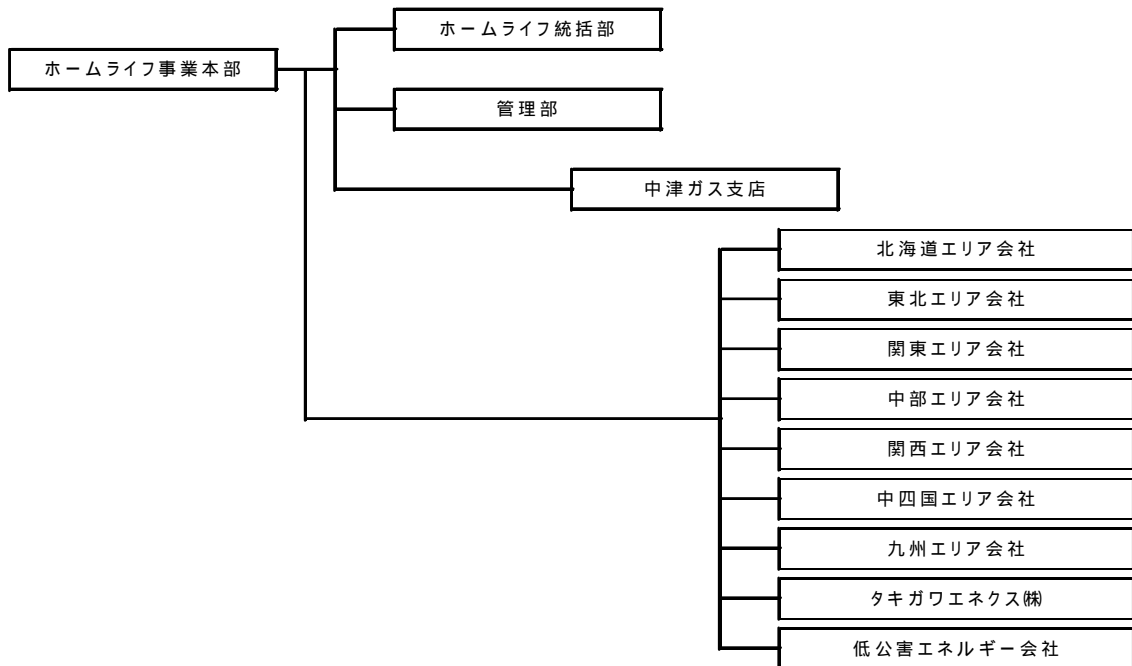 ホームライフ統括部
ホームライフ事業本部
管理部
中津ガス支店
北海道エリア会社
東北エリア会社
関東エリア会社
中部エリア会社
関西エリア会社
中四国エリア会社
九州エリア会社
タキガワエネクス㈱
低公害エネルギー会社